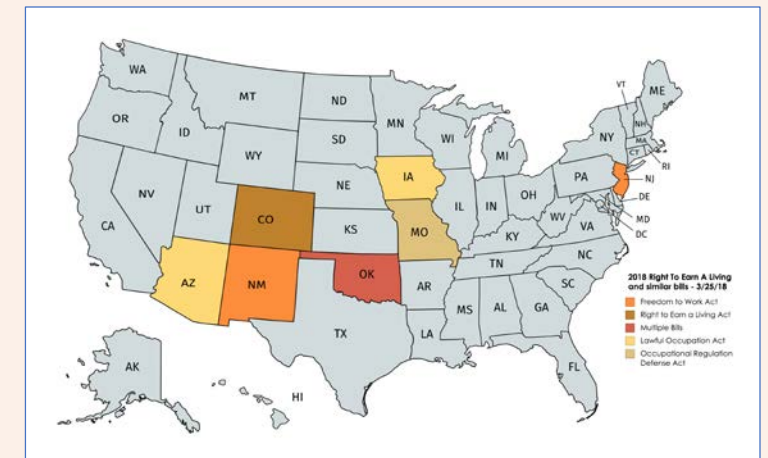 WA
MT
ND
MN
OR
ID
SD
WI
MI
VT
ME
NH
NY
MA
CT
RI
WY
NE
IA
PA
NJ
NV
UT
CO
KS
MO
IL
IN
OH
WV
VA
DE
MD
DC
CA
KY
AZ
NM
OK
AR
TN
NC
SC
TX
LA
MS
AL
GA
FL
AK
HI
2018 Right To Earn A Living
and similar bills - 3/25/18
Freedom to Work Act
Right to Earn a Living Act
Multiple Bills
Lawful Occupation Act
Occupational Regulation
Defense Act